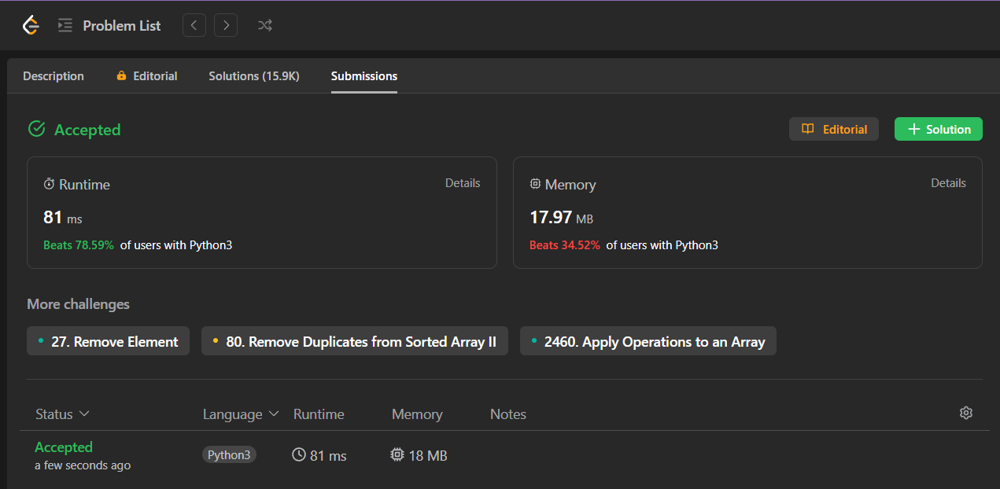 Problem List
Description Editorial Solutions (15.9K) Submissions
Accepted Editorial Solution
Runtime Details Memory Details
81 ms 17.97 MB
Beats 78.59% of users with Python3 Beats 34.52% of users with Python3
More challenges
27. Remove Element 80. Remove Duplicates from Sorted Array II 2460. Apply Operations to an Array
Status Language Runtime Memory Notes
Accepted
Python3 81 ms 18 MB
a few seconds ago